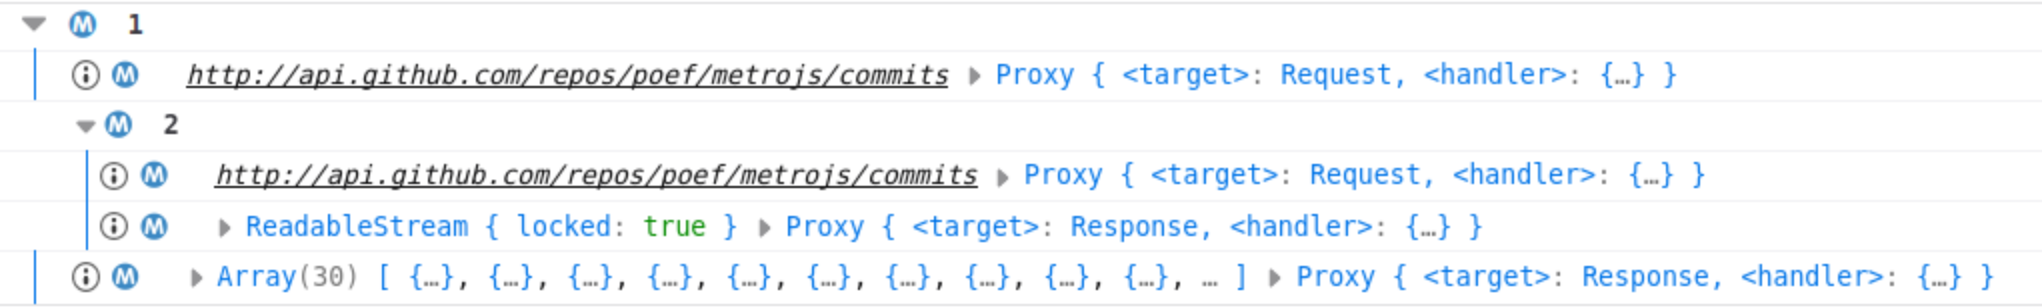 Ⓜ 1
Ⓜ http://api.github.com/repos/poef/metrojs/commits Proxy { <target>: Request, <handler>: {…} }
Ⓜ 2
Ⓜ http://api.github.com/repos/poef/metrojs/commits Proxy { <target>: Request, <handler>: {…} }
Ⓜ ReadableStream { locked: true } Proxy { <target>: Response, <handler>: {…} }
Ⓜ Array(30) [ {…}, {…}, {…}, {…}, {…}, {…}, {…}, {…}, {…}, {…}, … ] Proxy { <target>: Response, <handler>: {…} }